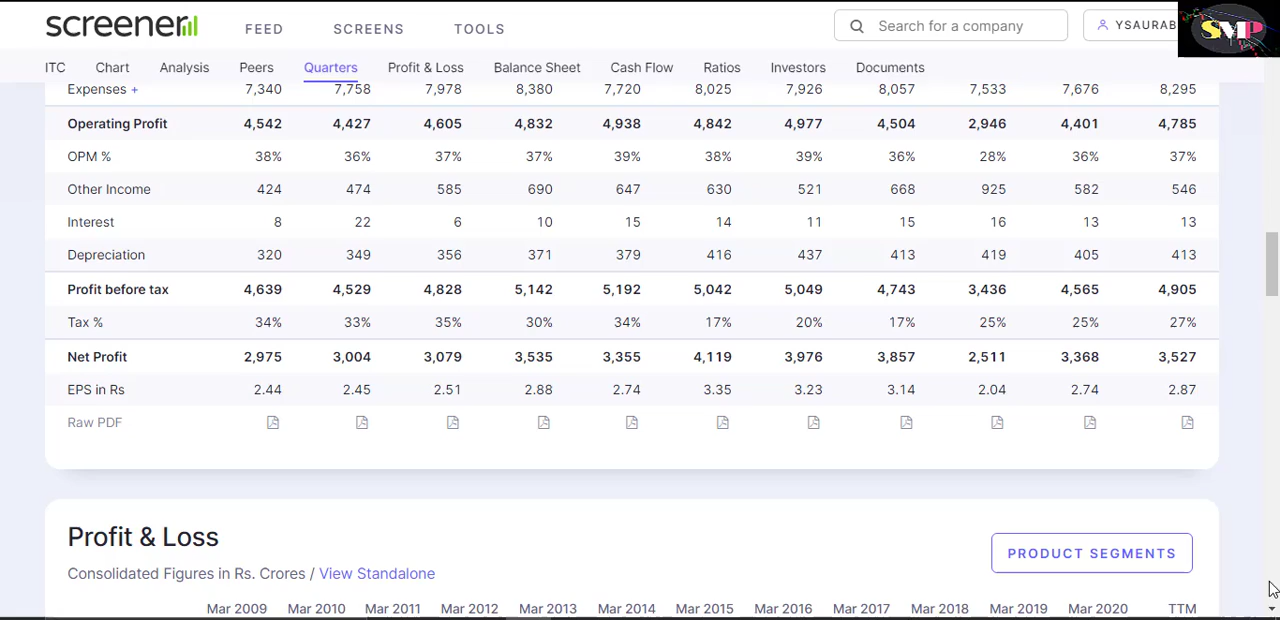 screener FEED SCREENS TOOLS Search for a company YSAURAB SMP
ITC Chart Analysis Peers Quarters Profit & Loss Balance Sheet Cash Flow Ratios Investors Documents
Expenses + 7,340 7,758 7,978 8,380 7,720 8,025 7,926 8,057 7,533 7,676 8,295
Operating Profit 4,542 4,427 4,605 4,832 4,938 4,842 4,977 4,504 2,946 4,401 4,785
OPM % 38% 36% 37% 37% 39% 38% 39% 36% 28% 36% 37%
Other Income 424 474 585 690 647 630 521 668 925 582 546
Interest 8 22 6 10 15 14 11 15 16 13 13
Depreciation 320 349 356 371 379 416 437 413 419 405 413
Profit before tax 4,639 4,529 4,828 5,142 5,192 5,042 5,049 4,743 3,436 4,565 4,905
Tax % 34% 33% 35% 30% 34% 17% 20% 17% 25% 25% 27%
Net Profit 2,975 3,004 3,079 3,535 3,355 4,119 3,976 3,857 2,511 3,368 3,527
EPS in Rs 2.44 2.45 2.51 2.88 2.74 3.35 3.23 3.14 2.04 2.74 2.87
Raw PDF
Profit & Loss
PRODUCT SEGMENTS
Consolidated Figures in Rs. Crores / View Standalone
Mar 2009 Mar 2010 Mar 2011 Mar 2012 Mar 2013 Mar 2014 Mar 2015 Mar 2016 Mar 2017 Mar 2018 Mar 2019 Mar 2020 TTM